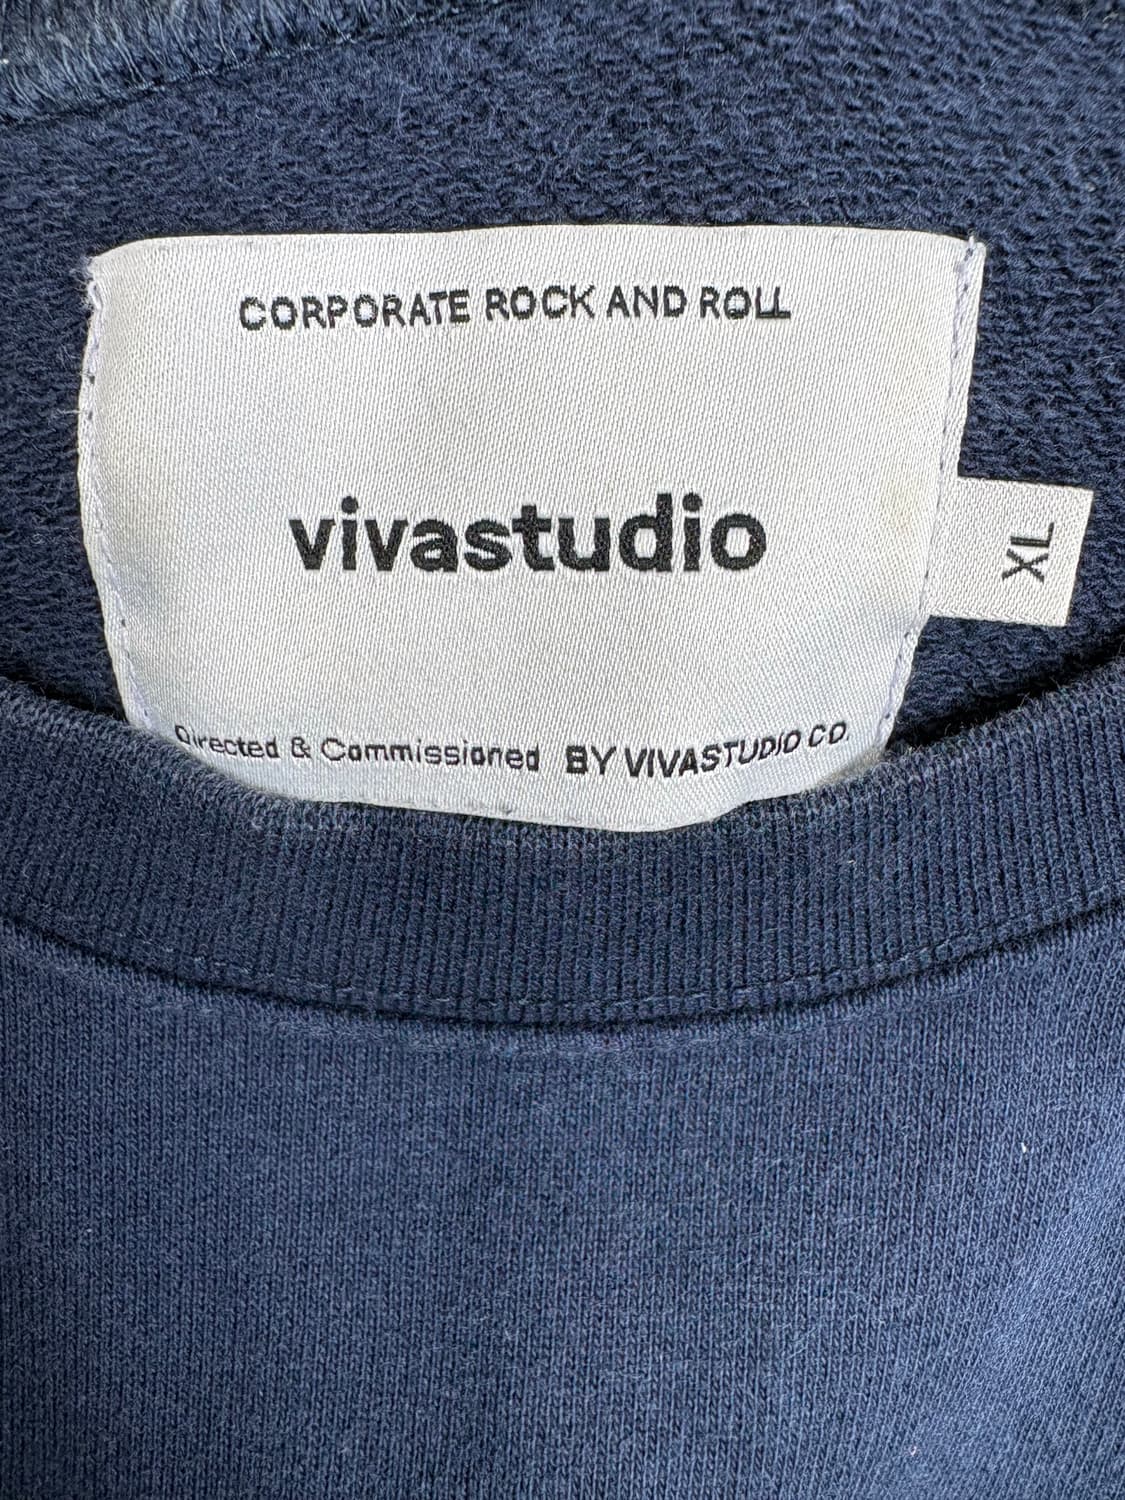 CORPORATE ROCK AND ROLL
vivastudio
XL
Directed & Commissioned BY VIVASTUDIO CO